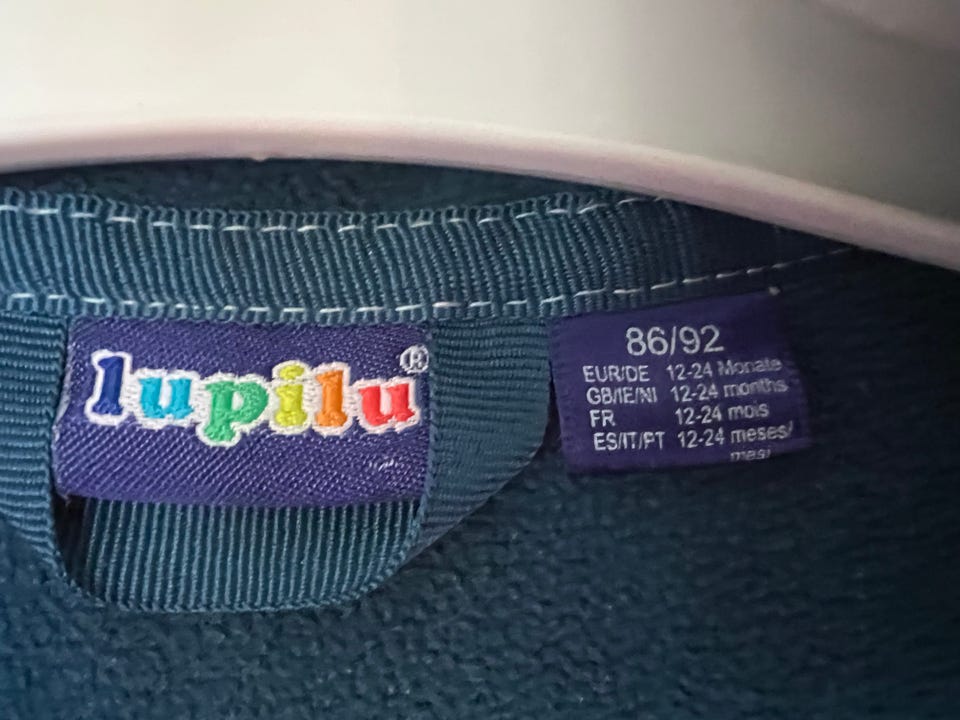 lupilu®
86/92
EUR/DE 12-24 Monate
GB/IE/NI 12-24 months
FR 12-24 mois
ES/IT/PT 12-24 meses/
mesi